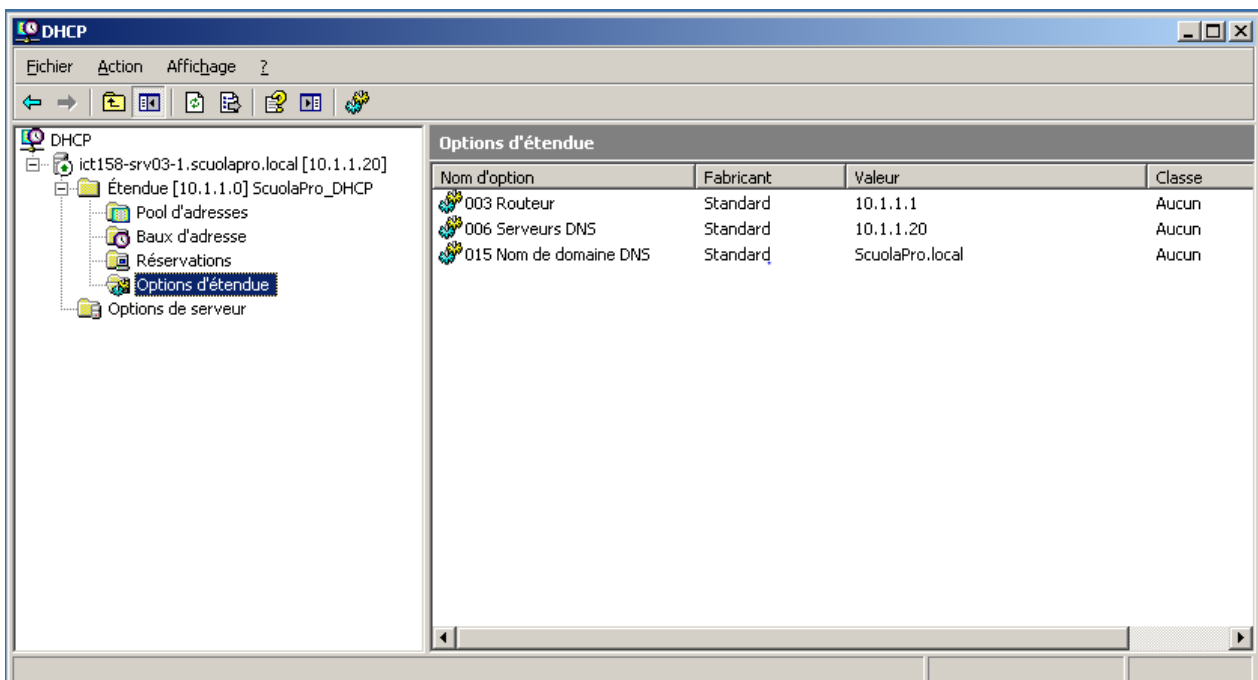 DHCP
Fichier Action Affichage ?
DHCP
ict158-srv03-1.scuolapro.local [10.1.1.20]
Étendue [10.1.1.0] ScuolaPro_DHCP
Pool d'adresses
Baux d'adresse
Réservations
Options d'étendue
Options de serveur
Options d'étendue
Nom d'option Fabricant Valeur Classe
003 Routeur Standard 10.1.1.1 Aucun
006 Serveurs DNS Standard 10.1.1.20 Aucun
015 Nom de domaine DNS Standard ScuolaPro.local Aucun